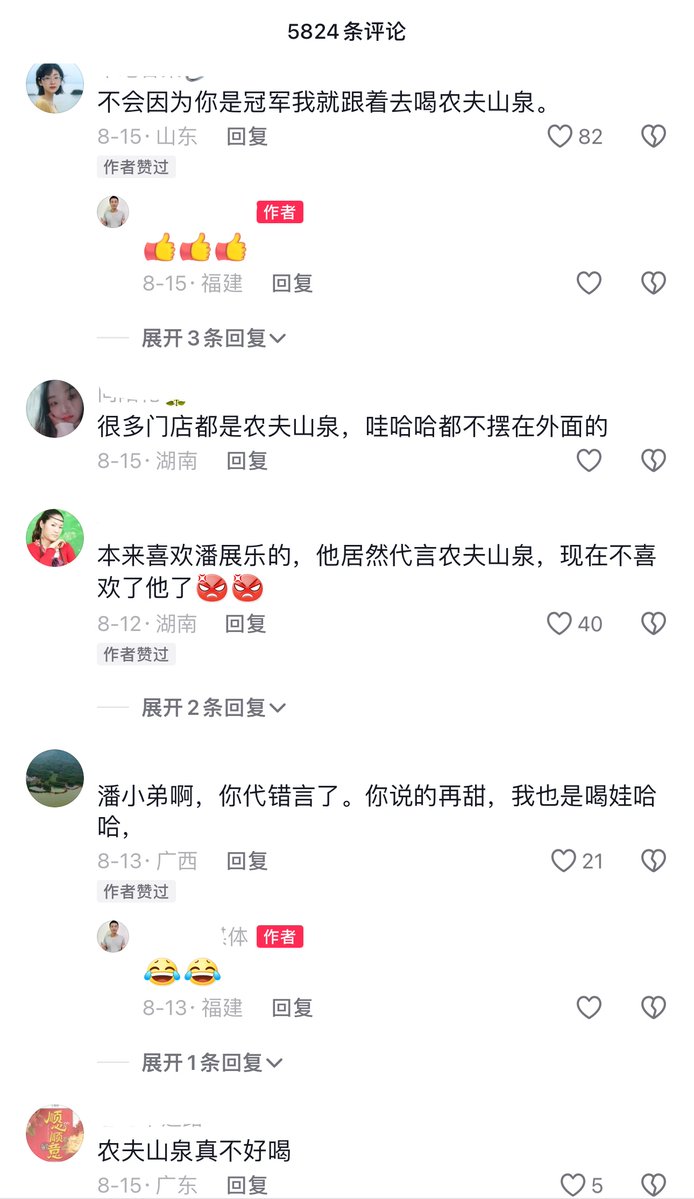 5824条评论
不会因为你是冠军我就跟着去喝农夫山泉。
8-15·山东 回复 82
作者赞过
作者
8-15·福建 回复
展开3条回复
很多门店都是农夫山泉，哇哈哈都不摆在外面的
8-15·湖南 回复
本来喜欢潘展乐的，他居然代言农夫山泉，现在不喜
欢了他了
8-12·湖南 回复 40
作者赞过
展开2条回复
潘小弟啊，你代错言了。你说的再甜，我也是喝娃哈
哈，
8-13·广西 回复 21
作者赞过
体 作者
8-13·福建 回复
展开1条回复
顺顺
意
农夫山泉真不好喝
8-15·广东 回复 5